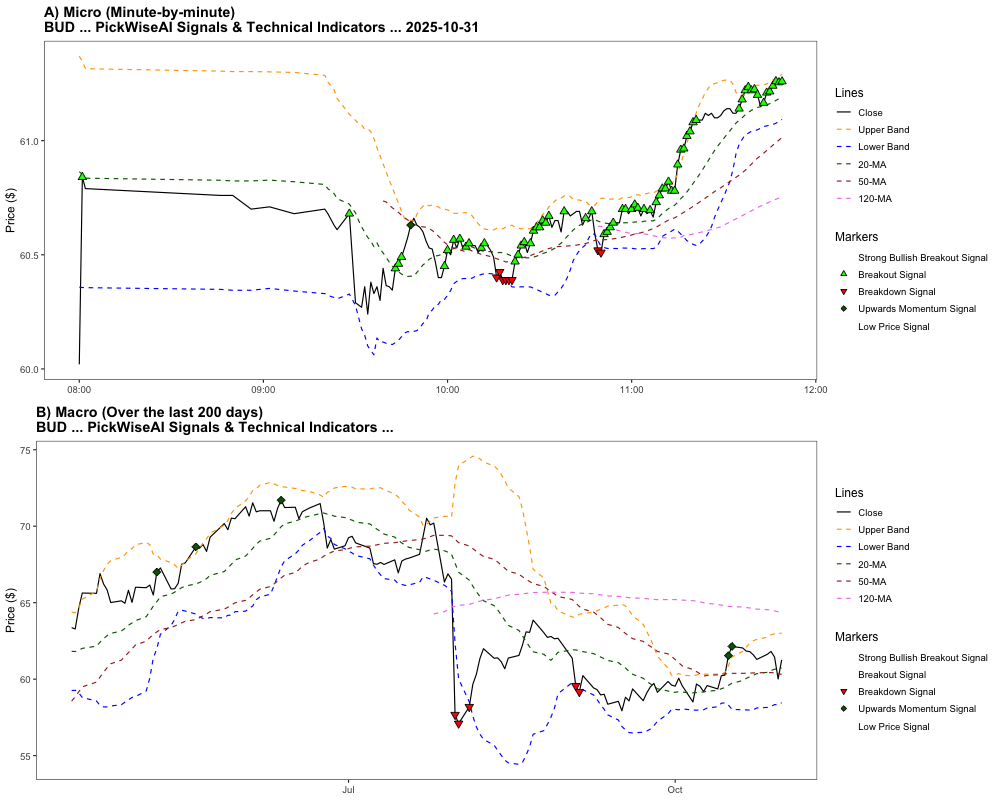 A) Micro (Minute-by-minute)
BUD ... PickWiseAI Signals & Technical Indicators ... 2025-10-31
Price ($)
61.0
60.5
60.0
08:00
09:00
10:00
11:00
12:00
Lines
Close
Upper Band
Lower Band
20-MA
50-MA
120-MA
Markers
Strong Bullish Breakout Signal
Breakout Signal
Breakdown Signal
Upwards Momentum Signal
Low Price Signal
B) Macro (Over the last 200 days)
BUD ... PickWiseAI Signals & Technical Indicators ...
Price ($)
75
70
65
60
55
Jul
Oct
Lines
Close
Upper Band
Lower Band
20-MA
50-MA
120-MA
Markers
Strong Bullish Breakout Signal
Breakout Signal
Breakdown Signal
Upwards Momentum Signal
Low Price Signal